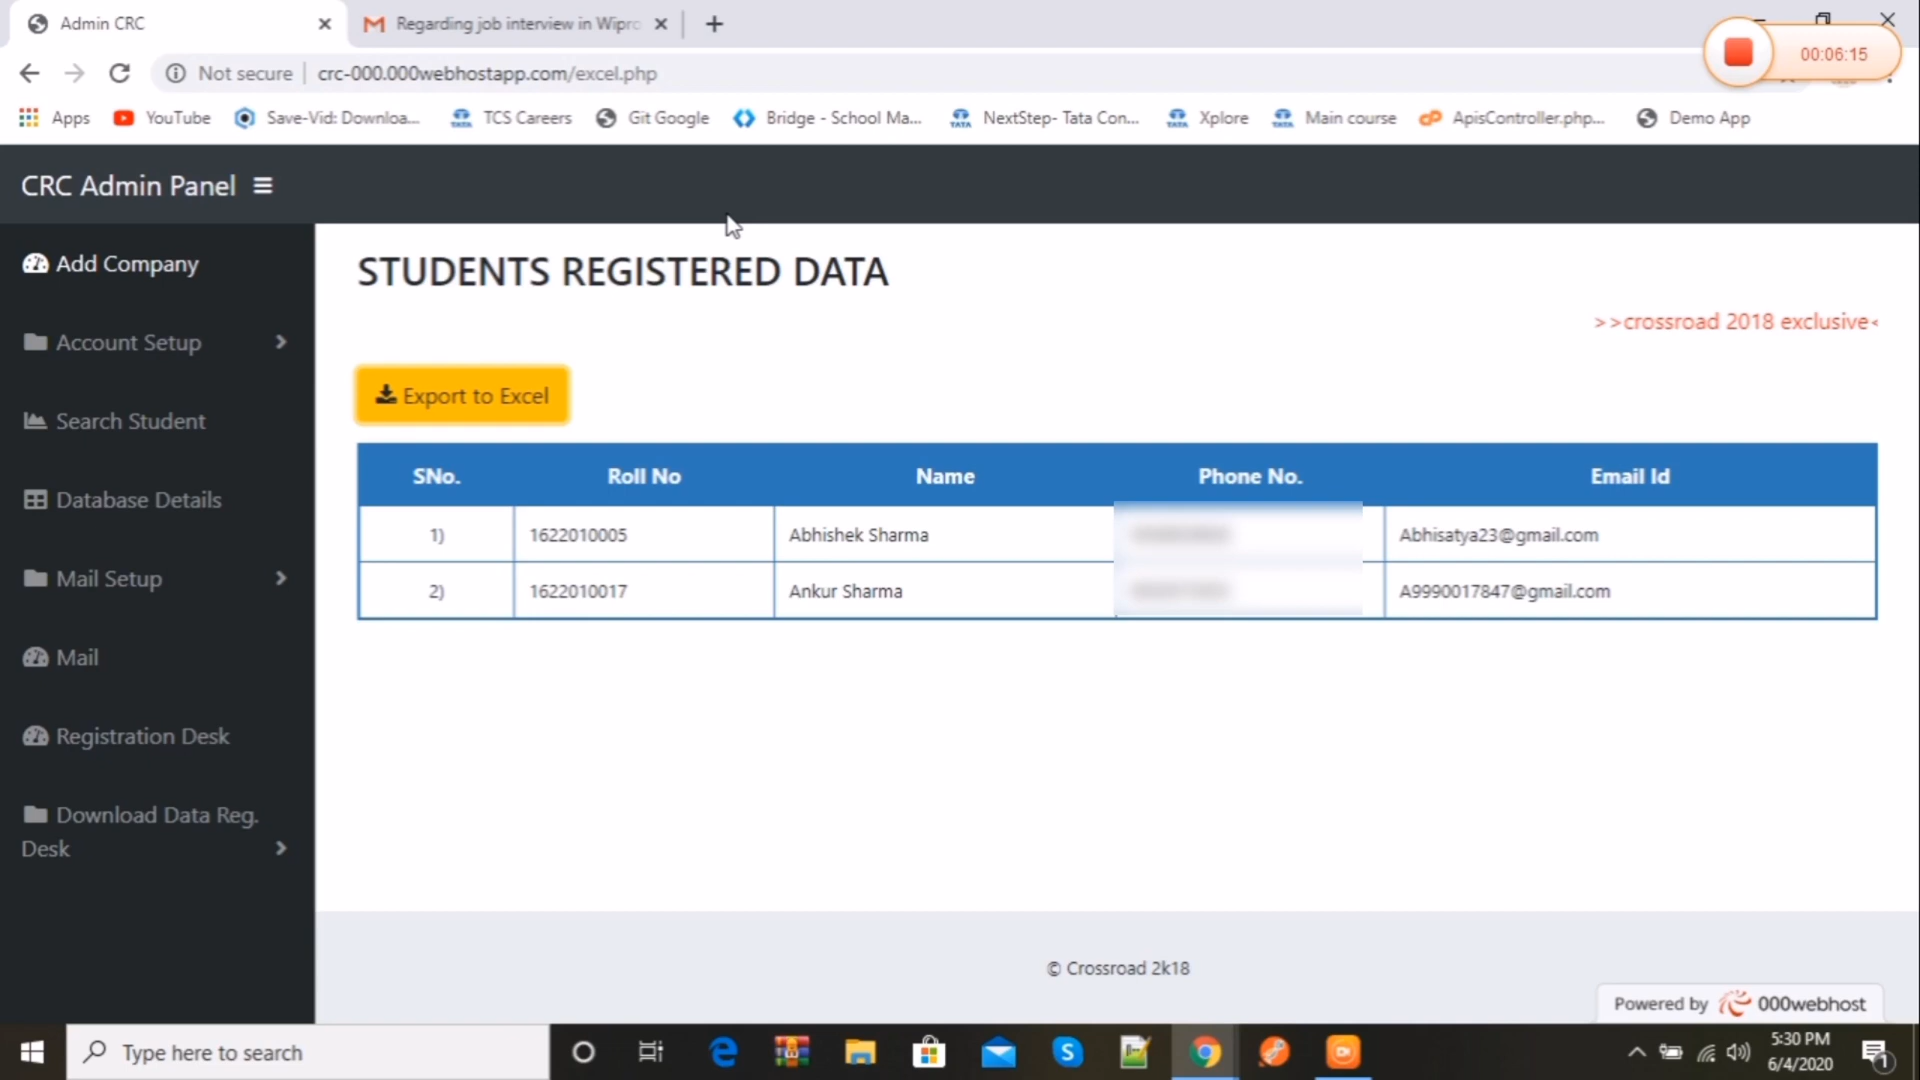 Admin CRC
Regarding job interview in Wipro
00:06:15
Not secure
crc-000.000webhostapp.com/excel.php
Apps
YouTube
Save-Vid: Downloa...
TCS Careers
Git Google
Bridge - School Ma...
TATA
NextStep- Tata Con...
TATA
Xplore
TATA
Main course
ApisController.php...
Demo App
CRC Admin Panel
Add Company
Account Setup
Search Student
Database Details
Mail Setup
Mail
Registration Desk
Download Data Reg.
Desk
STUDENTS REGISTERED DATA
>>crossroad 2018 exclusive<
Export to Excel
SNo. Roll No Name Phone No. Email Id
1) 1622010005 Abhishek Sharma Abhisatya23@gmail.com
2) 1622010017 Ankur Sharma A9990017847@gmail.com
© Crossroad 2k18
Powered by 000webhost
Type here to search
5:30 PM
6/4/2020
1